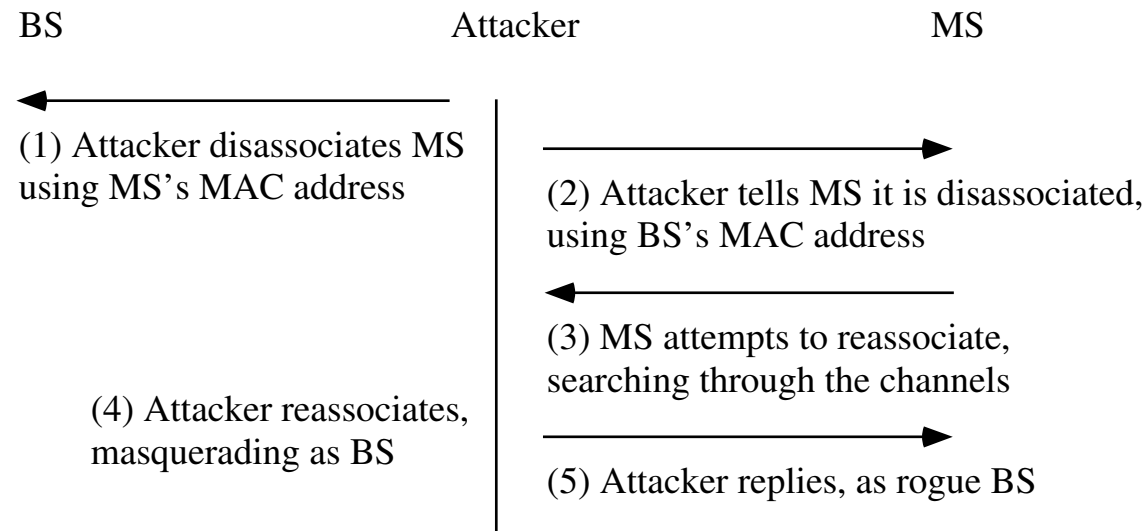 BS Attacker MS
(1) Attacker disassociates MS
using MS’s MAC address
(2) Attacker tells MS it is disassociated,
using BS’s MAC address
(3) MS attempts to reassociate,
searching through the channels
(4) Attacker reassociates,
masquerading as BS
(5) Attacker replies, as rogue BS